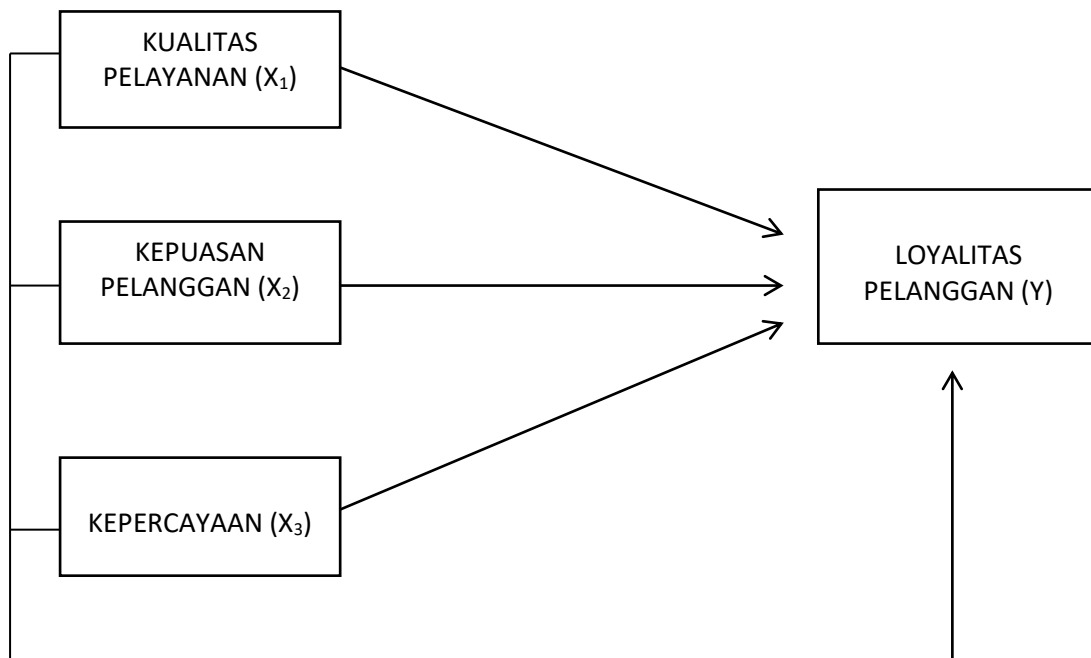 KUALITAS
PELAYANAN (X₁)
KEPUASAN
PELANGGAN (X₂)
LOYALITAS
PELANGGAN (Y)
KEPERCAYAAN (X₃)